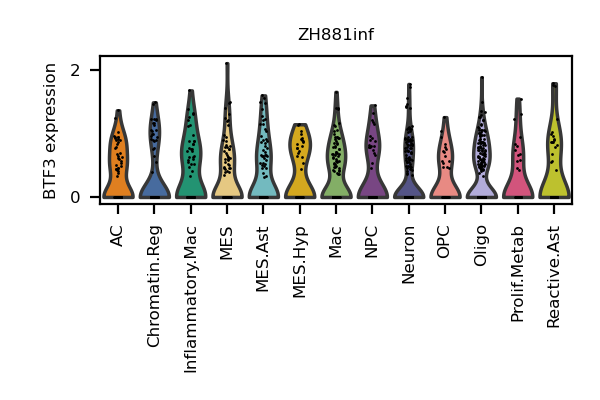 ZH881inf
BTF3 expression
2
0
AC
Chromatin.Reg
Inflammatory.Mac
MES
MES.Ast
MES.Hyp
Mac
NPC
Neuron
OPC
Oligo
Prolif.Metab
Reactive.Ast